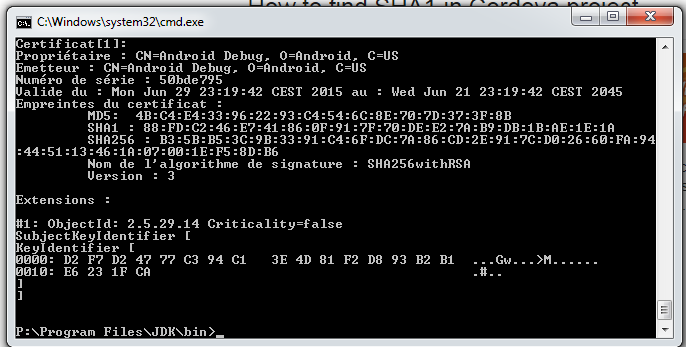 How to find SHA1 in Cordova project
C:\Windows\system32\cmd.exe
Certificat[1]:
Propriétaire : CN=Android Debug, O=Android, C=US
Emetteur : CN=Android Debug, O=Android, C=US
Numéro de série : 50bde795
Valide du : Mon Jun 29 23:19:42 CEST 2015 au : Wed Jun 21 23:19:42 CEST 2045
Empreintes du certificat :
MD5:  4B:C4:E4:33:96:22:93:C4:54:6C:8E:70:7D:37:3F:8B
SHA1 : 88:FD:C2:46:E7:41:86:0F:91:7F:70:DE:E2:7A:B9:DB:1B:AE:1E:1A
SHA256 : B3:5B:B5:3C:9B:33:91:C4:6F:DC:7A:86:CD:2E:91:7C:D0:26:60:FA:94
:44:51:13:46:1A:07:00:1E:F5:8D:B6
Nom de l'algorithme de signature : SHA256withRSA
Version : 3
Extensions :
#1: ObjectId: 2.5.29.14 Criticality=false
SubjectKeyIdentifier [
KeyIdentifier [
0000: D2 F7 D2 47 77 C3 94 C1   3E 4D 81 F2 D8 93 B2 B1  ...Gw...>M......
0010: E6 23 1F CA                                        .#..
]
]
P:\Program Files\JDK\bin>_